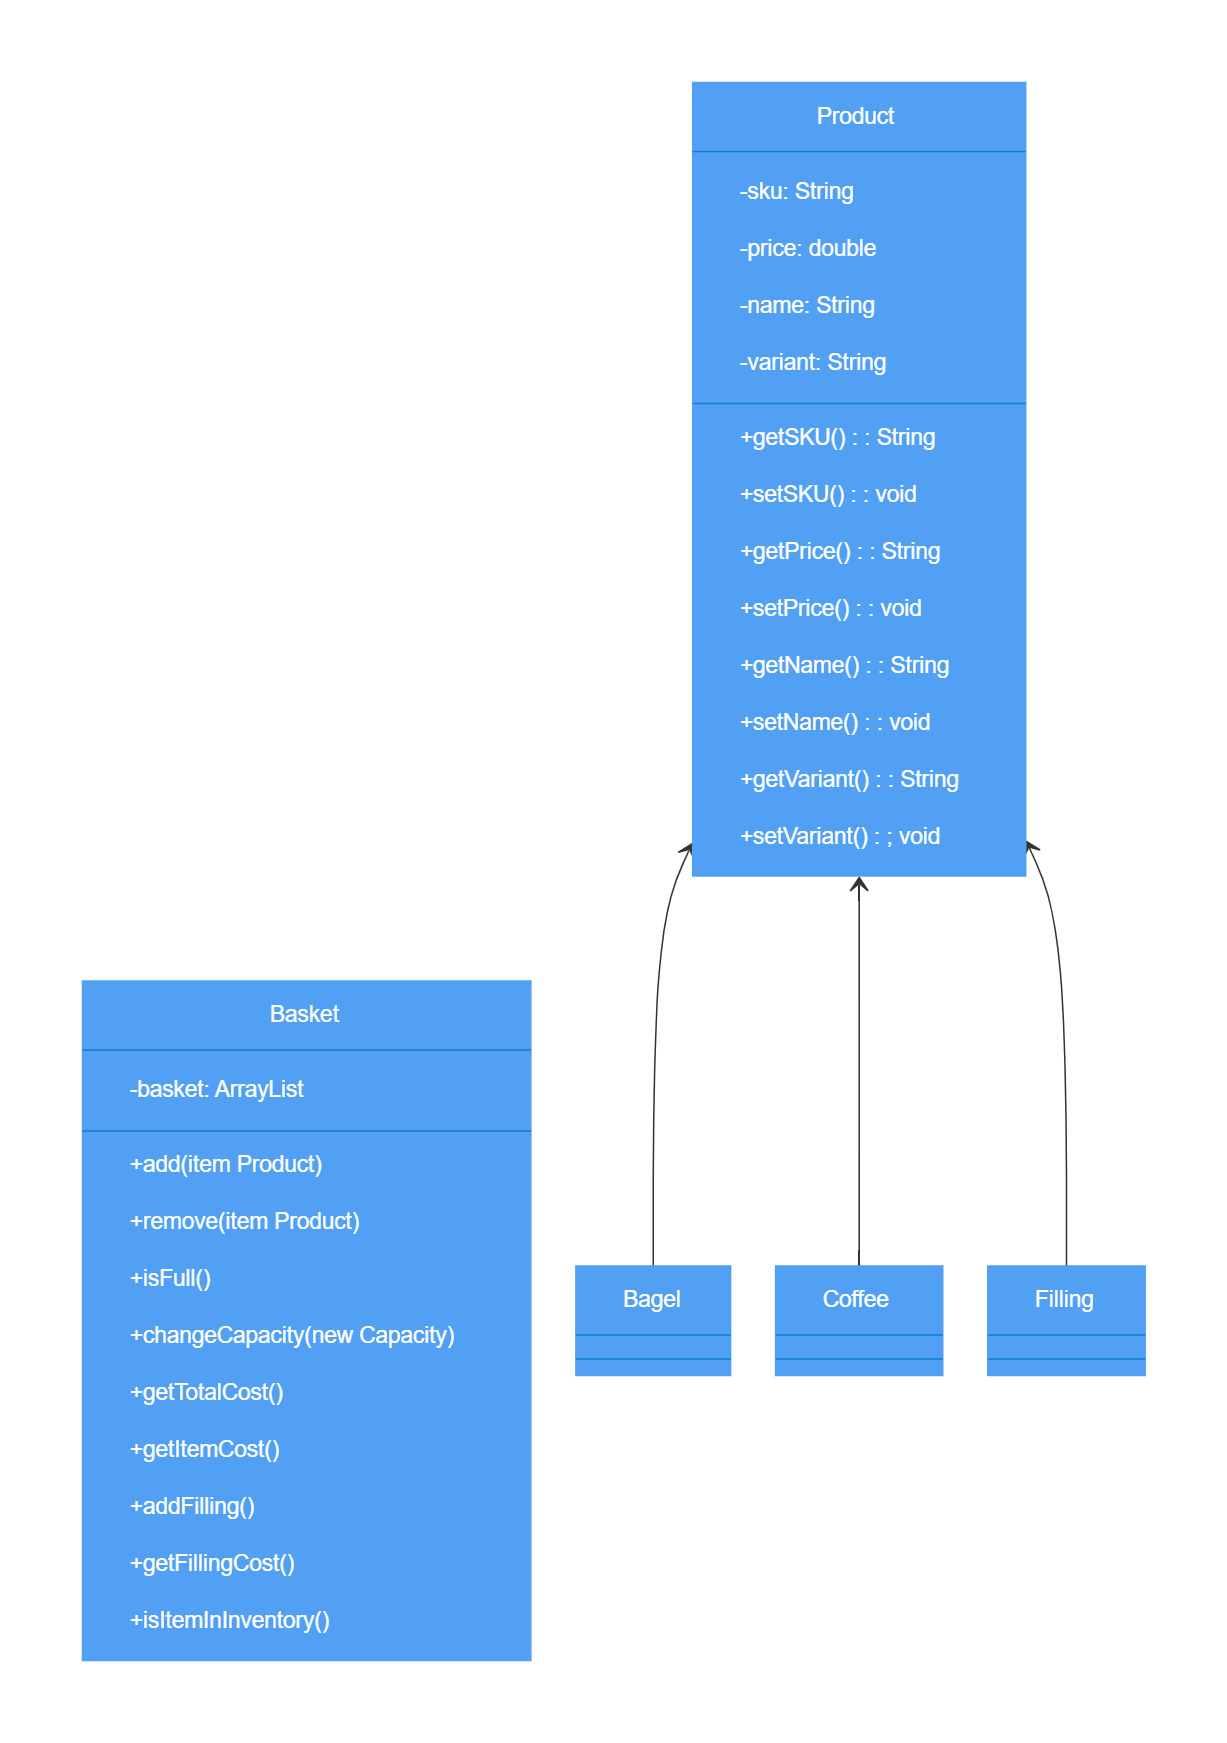 Product
-sku: String
-price: double
-name: String
-variant: String
+getSKU() : : String
+setSKU() : : void
+getPrice() : : String
+setPrice() : : void
+getName() : : String
+setName() : : void
+getVariant() : : String
+setVariant() : ; void
Basket
-basket: ArrayList
+add(item Product)
+remove(item Product)
+isFull()
+changeCapacity(new Capacity)
+getTotalCost()
+getItemCost()
+addFilling()
+getFillingCost()
+isItemInInventory()
Bagel
Coffee
Filling